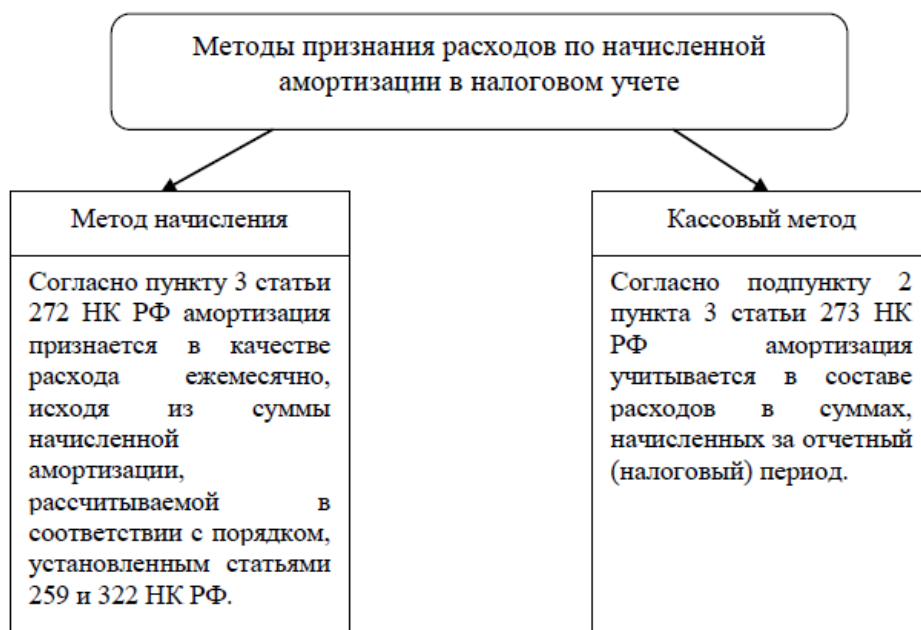 Методы признания расходов по начисленной
амортизации в налоговом учете
Метод начисления
Согласно пункту 3 статьи
272 НК РФ амортизация
признается в качестве
расхода ежемесячно,
исходя из суммы
начисленной
амортизации,
рассчитываемой в
соответствии с порядком,
установленным статьями
259 и 322 НК РФ.
Кассовый метод
Согласно подпункту 2
пункта 3 статьи 273 НК
РФ амортизация
учитывается в составе
расходов в суммах,
начисленных за отчетный
(налоговый) период.